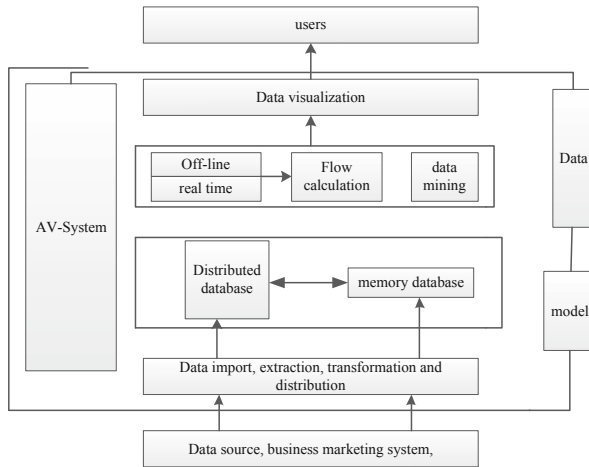 users
Data visualization
Off-line
real time
Flow
calculation
data
mining
AV-System
Data
Distributed
database
memory database
model
Data import, extraction, transformation and
distribution
Data source, business marketing system,